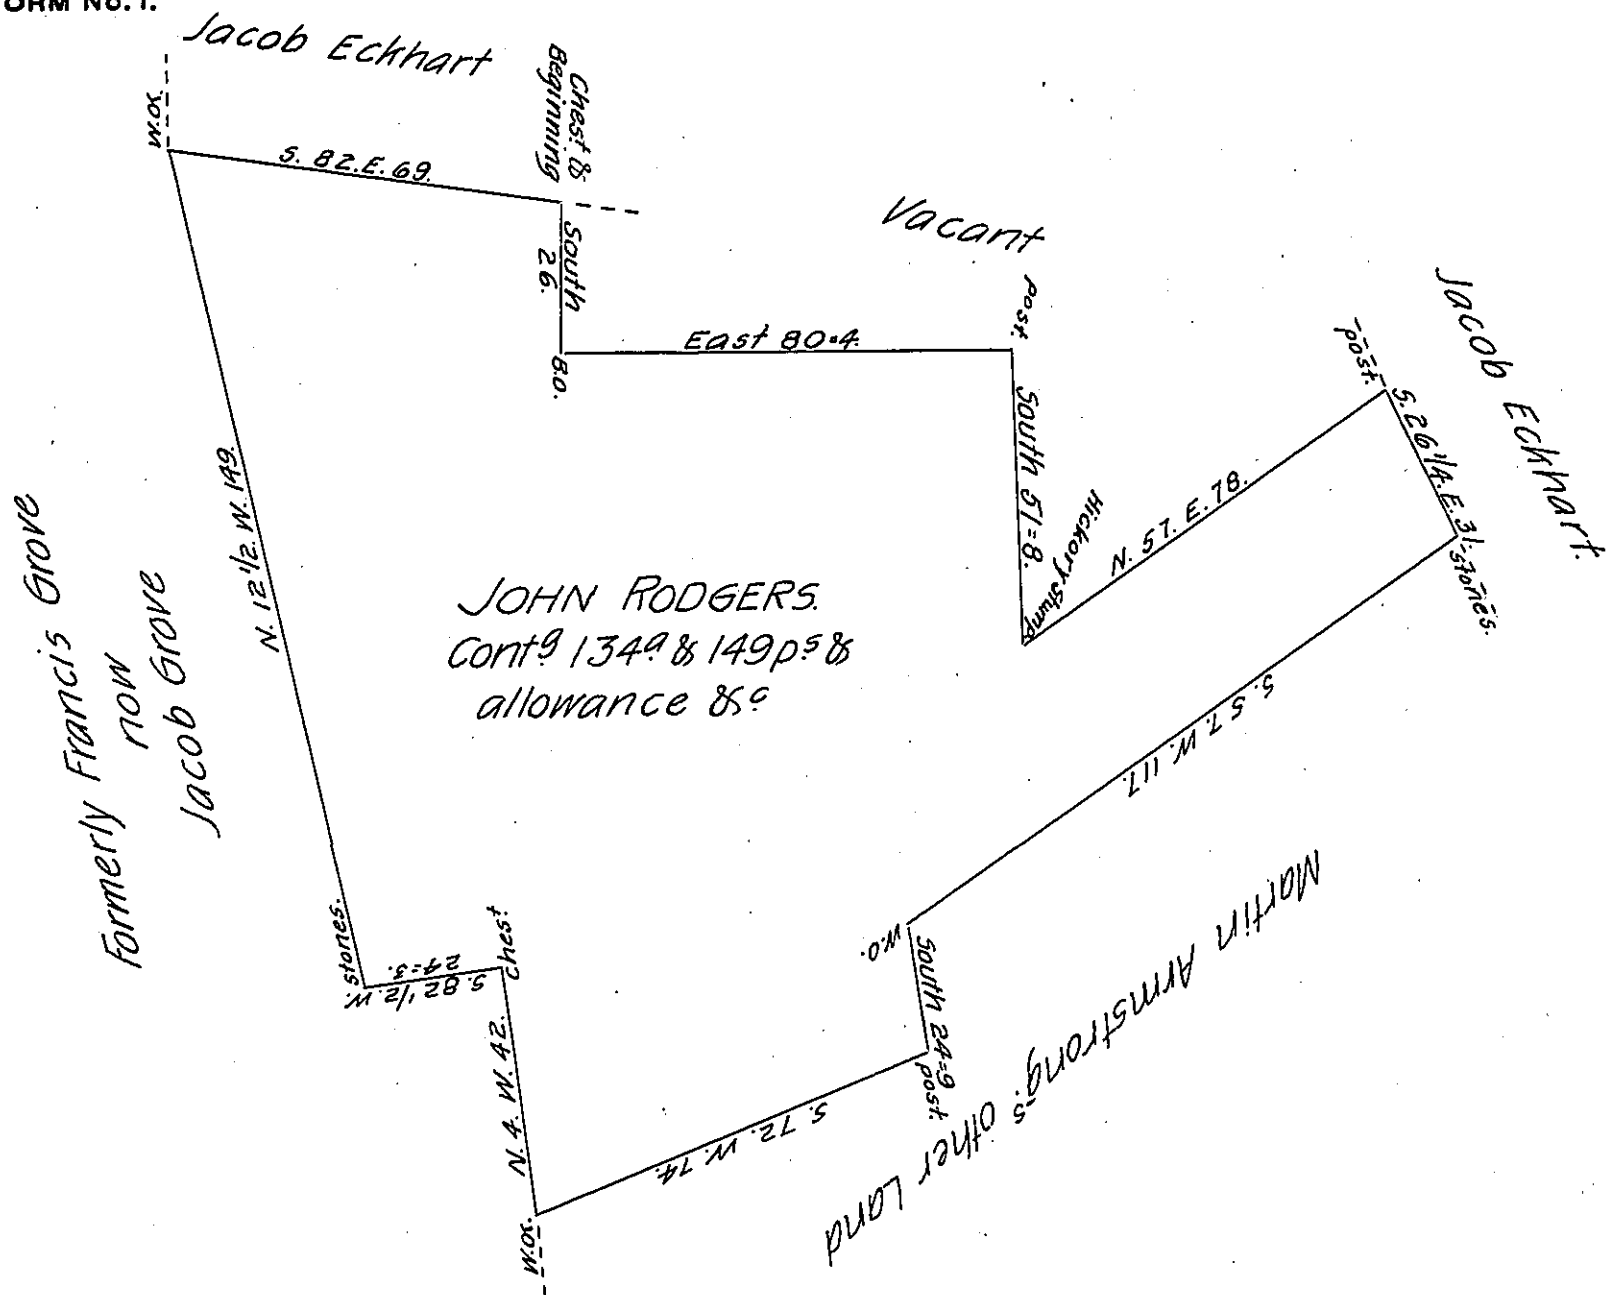 FORM No. 1.
Jacob Eckhart
Chest &
Beginning
W.O.
S. 82. E. 69.
South
26.
B.O.
East 80=4.
Vacant
Post.
South 51=8.
Hickory Stump
N. 57. E. 78.
post.
S. 26 1/4. E. 31.
stones.
Jacob Eckhart.
S. 57. W. 117.
Martin Armstrong's other Land
W.O.
South 24=9
post.
S. 72. W. 74.
W.O.
N. 4. W. 42.
Chest
S. 82 1/2. W.
24=3.
stones.
N. 12 1/2. W. 149.
Formerly Francis Grove
now
Jacob Grove
JOHN RODGERS.
Contg 134a & 149ps &
allowance &c